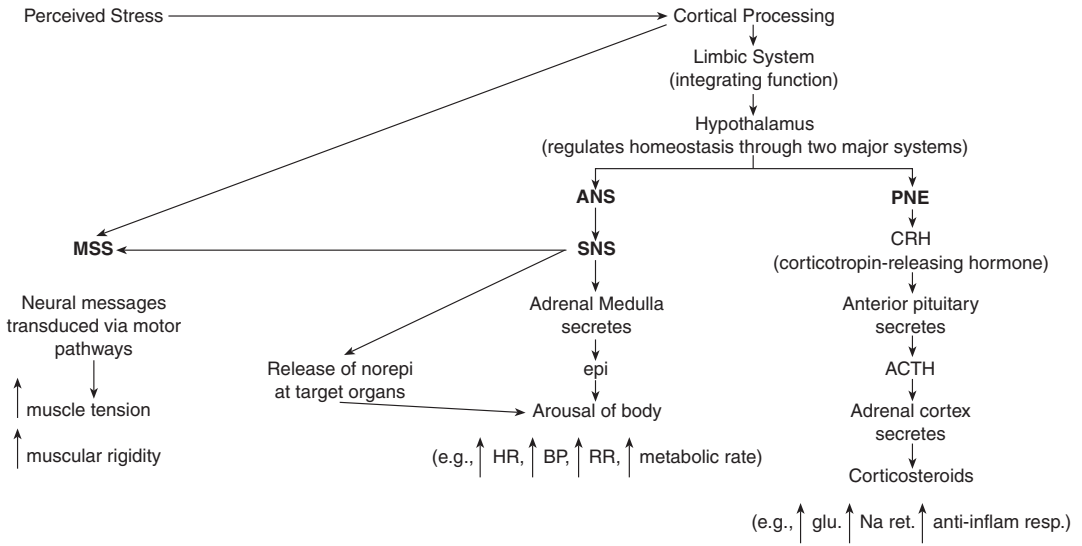 Perceived Stress
Cortical Processing
Limbic System
(integrating function)
Hypothalamus
(regulates homeostasis through two major systems)
ANS
PNE
MSS
SNS
CRH
(corticotropin-releasing hormone)
Neural messages
transduced via motor
pathways
muscle tension
muscular rigidity
Release of norepi
at target organs
Adrenal Medulla
secretes
epi
Arousal of body
(e.g., HR, BP, RR, metabolic rate)
Anterior pituitary
secretes
ACTH
Adrenal cortex
secretes
Corticosteroids
(e.g., glu. Na ret. anti-inflam resp.)